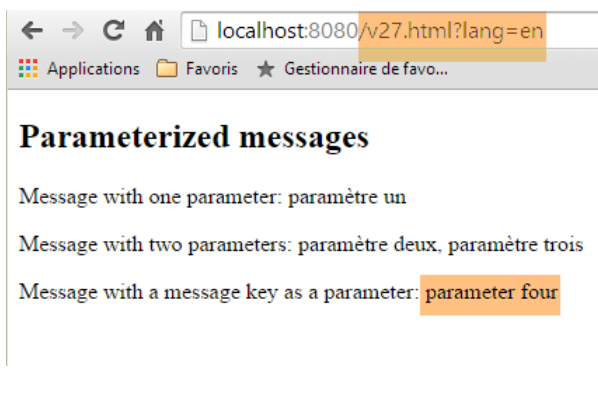 localhost:8080/v27.html?lang=en
Applications Favoris Gestionnaire de favo...
Parameterized messages
Message with one parameter: paramètre un
Message with two parameters: paramètre deux, paramètre trois
Message with a message key as a parameter: parameter four